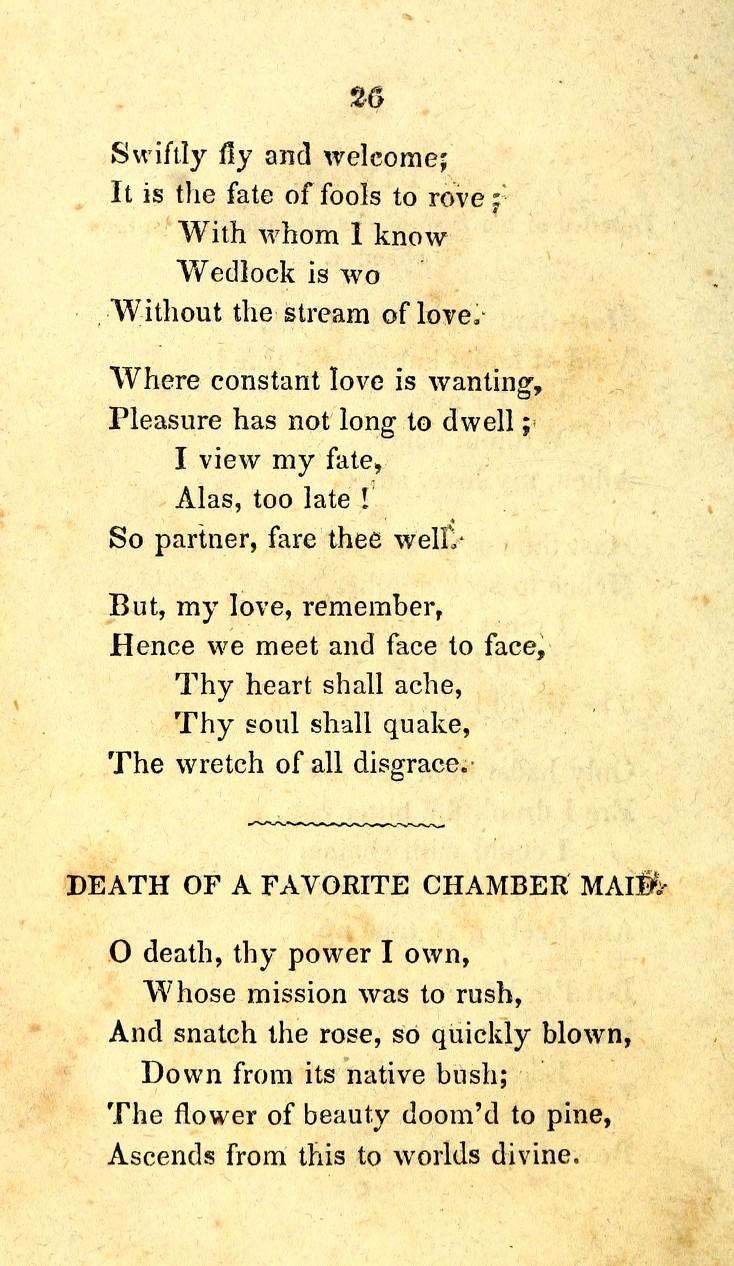 26
Swiftly fly and welcome;
It is the fate of fools to rove;
With whom I know
Wedlock is wo
Without the stream of love.
Where constant love is wanting,
Pleasure has not long to dwell;
I view my fate,
Alas, too late !
So partner, fare thee well.
But, my love, remember,
Hence we meet and face to face,
Thy heart shall ache,
Thy soul shall quake,
The wretch of all disgrace.
DEATH OF A FAVORITE CHAMBER MAID.
O death, thy power I own,
Whose mission was to rush,
And snatch the rose, so quickly blown,
Down from its native bush;
The flower of beauty doom'd to pine,
Ascends from this to worlds divine.